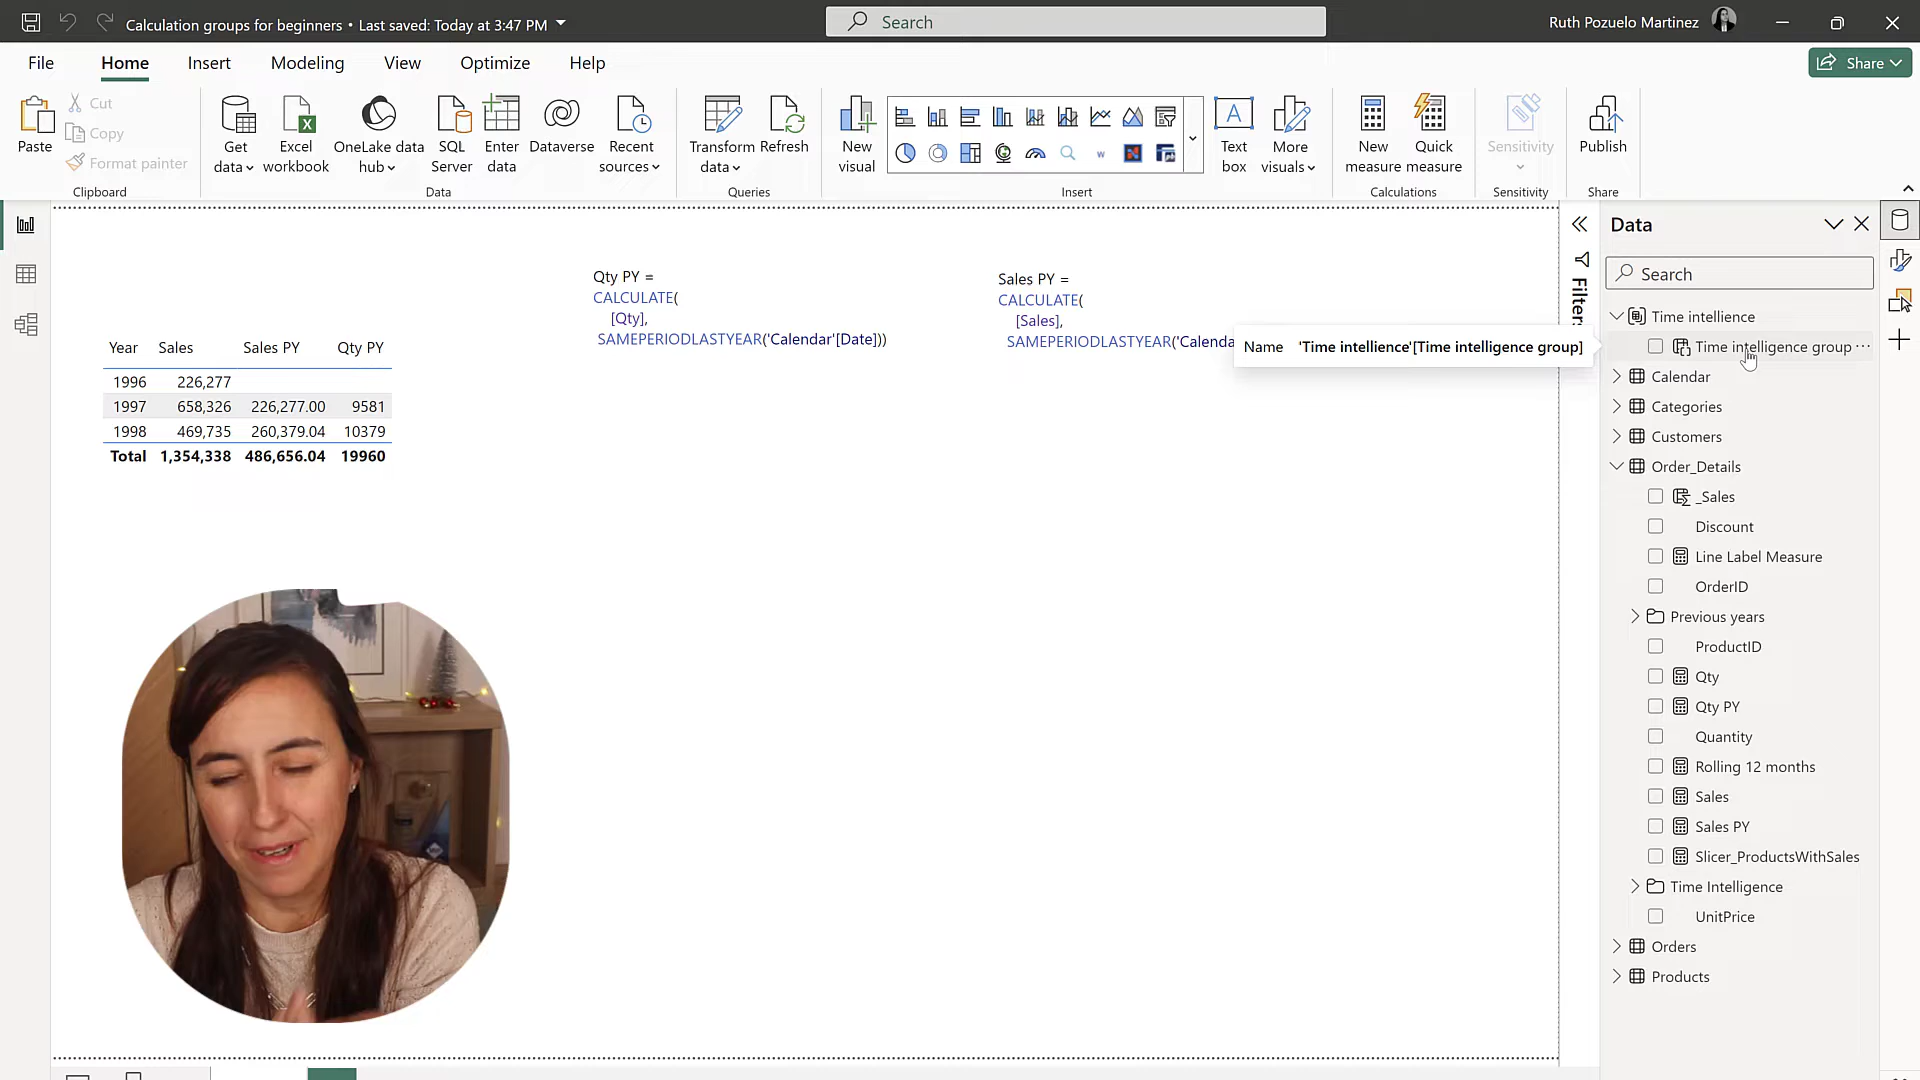 Calculation groups for beginners • Last saved: Today at 3:47 PM
Search
Ruth Pozuelo Martinez
File
Home
Insert
Modeling
View
Optimize
Help
Share
Paste
Cut
Copy
Format painter
Clipboard
Get data
Excel workbook
OneLake data hub
SQL Server
Enter data
Dataverse
Recent sources
Data
Transform data
Refresh
Queries
New visual
Text box
More visuals
Insert
New measure
Quick measure
Calculations
Sensitivity
Sensitivity
Publish
Share
Year Sales Sales PY Qty PY
1996 226,277
1997 658,326 226,277.00 9581
1998 469,735 260,379.04 10379
Total 1,354,338 486,656.04 19960
Qty PY =
CALCULATE(
[Qty],
SAMEPERIODLASTYEAR('Calendar'[Date]))
Sales PY =
CALCULATE(
[Sales],
SAMEPERIODLASTYEAR('Calenda
Name 'Time intellience'[Time intelligence group]
Filters
Data
Search
Time intellience
Time intelligence group
Calendar
Categories
Customers
Order_Details
_Sales
Discount
Line Label Measure
OrderID
Previous years
ProductID
Qty
Qty PY
Quantity
Rolling 12 months
Sales
Sales PY
Slicer_ProductsWithSales
Time Intelligence
UnitPrice
Orders
Products